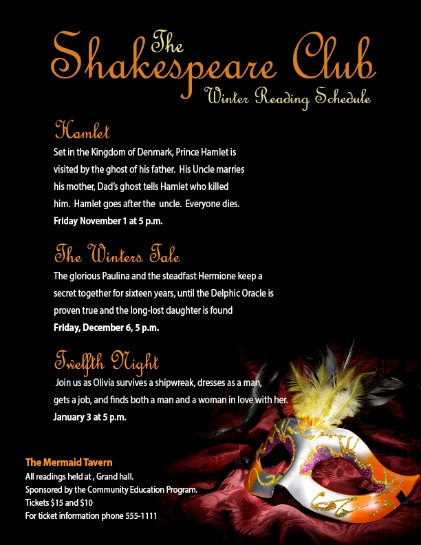 The
Shakespeare Club
Winter Reading Schedule
Hamlet
Set in the Kingdom of Denmark, Prince Hamlet is
visited by the ghost of his father. His Uncle marries
his mother, Dad's ghost tells Hamlet who killed
him. Hamlet goes after the uncle. Everyone dies.
Friday November 1 at 5 p.m.
The Winters Tale
The glorious Paulina and the steadfast Hermione keep a
secret together for sixteen years, until the Delphic Oracle is
proven true and the long-lost daughter is found
Friday, December 6, 5 p.m.
Twelfth Night
Join us as Olivia survives a shipwreak, dresses as a man,
gets a job, and finds both a man and a woman in love with her.
January 3 at 5 p.m.
The Mermaid Tavern
All readings held at , Grand hall.
Sponsored by the Community Education Program.
Tickets $15 and $10
For ticket information phone 555-1111